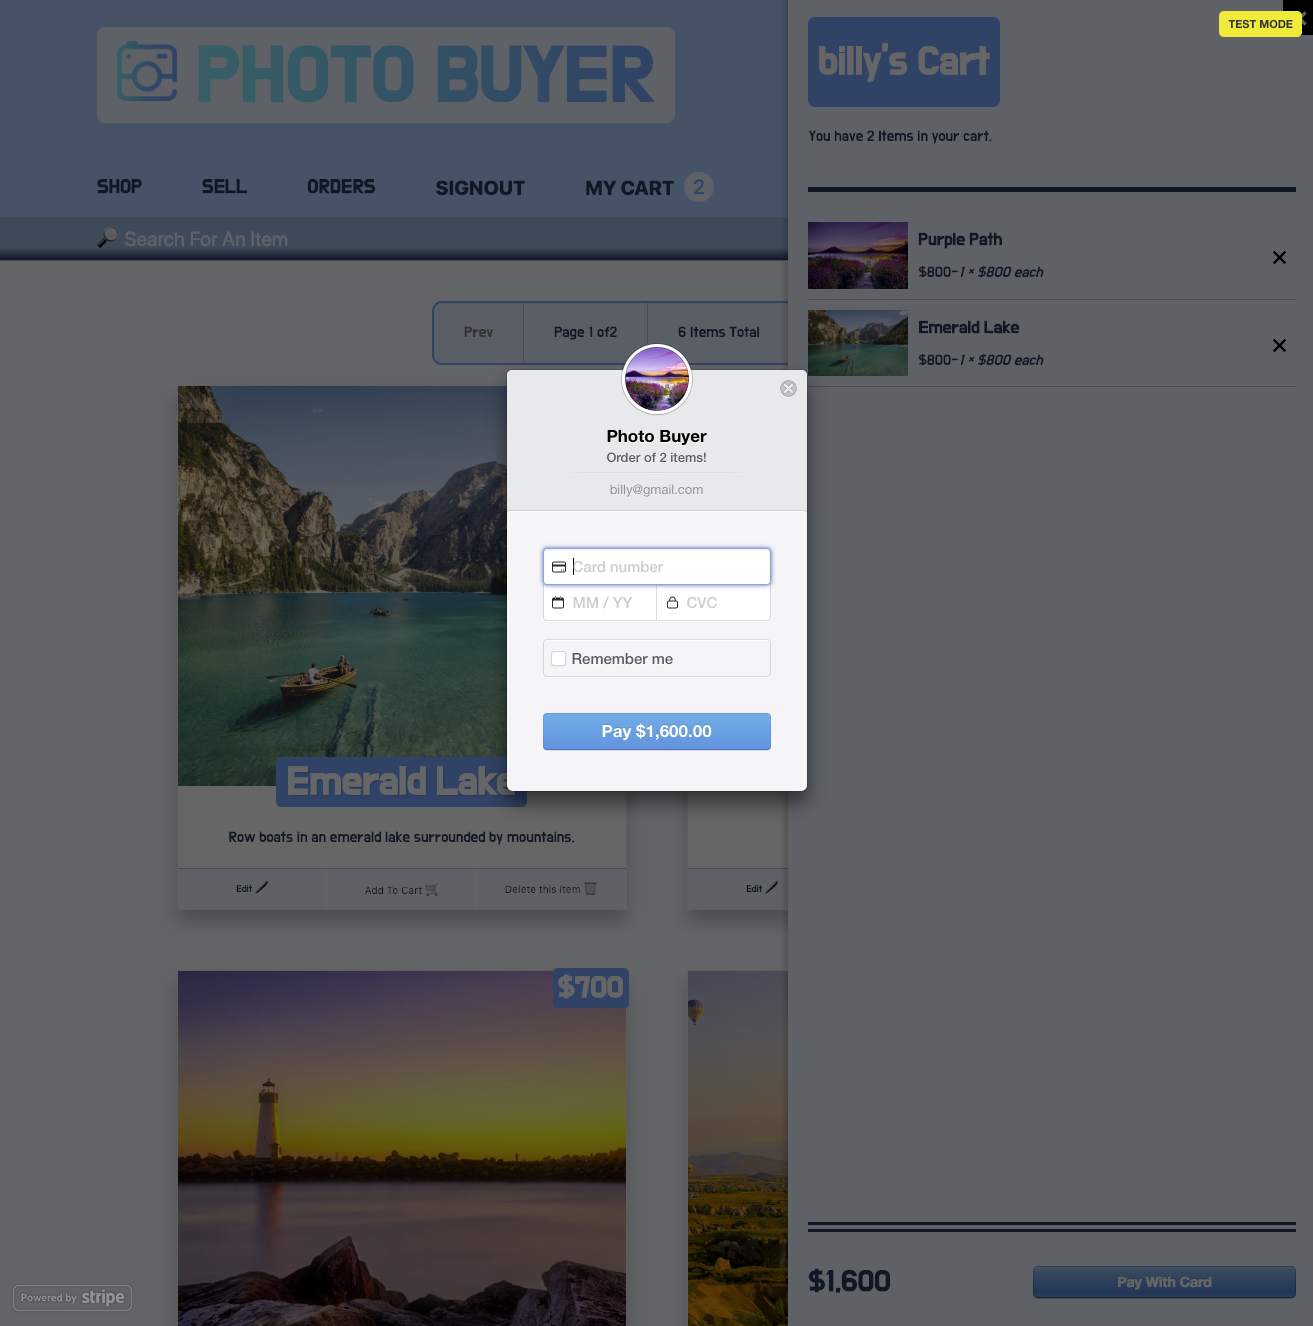 PHOTO BUYER
SHOP
SELL
ORDERS
SIGNOUT
MY CART 2
Search For An Item
Prev
Page 1 of2
6 Items Total
Emerald Lake
Row boats in an emerald lake surrounded by mountains.
Edit
Add To Cart
Delete this item
Edit
$700
TEST MODE
billy's Cart
You have 2 Items in your cart.
Purple Path
$800-1 × $800 each
Emerald Lake
$800-1 × $800 each
$1,600
Pay With Card
Photo Buyer
Order of 2 items!
billy@gmail.com
Card number
MM / YY
CVC
Remember me
Pay $1,600.00
Powered by stripe